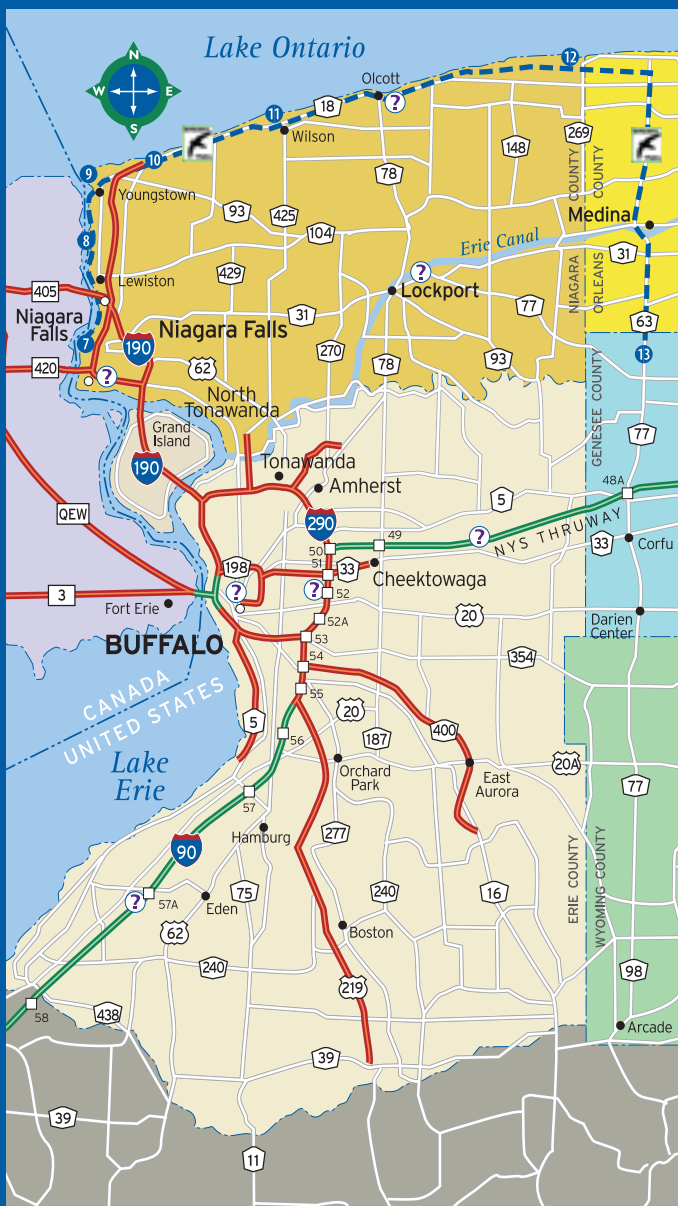 Lake Ontario
N
W
E
S
12
Olcott
?
11
18
Wilson
269
148
10
9
Youngstown
78
COUNTY
COUNTY
93
425
104
Medina
8
Erie Canal
31
Lewiston
429
?
405
Lockport
NIAGARA
ORLEANS
Niagara
Falls
7
31
77
63
Niagara Falls
190
270
13
420
?
62
78
93
North
Tonawanda
GENESEE COUNTY
Grand
Island
77
190
Tonawanda
48A
Amherst
5
QEW
290
NYS THRUWAY
?
49
50
33
Corfu
51
198
33
Cheektowaga
?
?
52
3
Fort Erie
20
52A
Darien
Center
BUFFALO
53
354
54
CANADA
UNITED STATES
55
20
5
400
187
56
20A
Lake
Erie
Orchard
Park
East
Aurora
77
57
Hamburg
277
90
ERIE COUNTY
WYOMING COUNTY
75
240
16
?
57A
Eden
62
Boston
240
98
219
58
438
Arcade
39
39
11